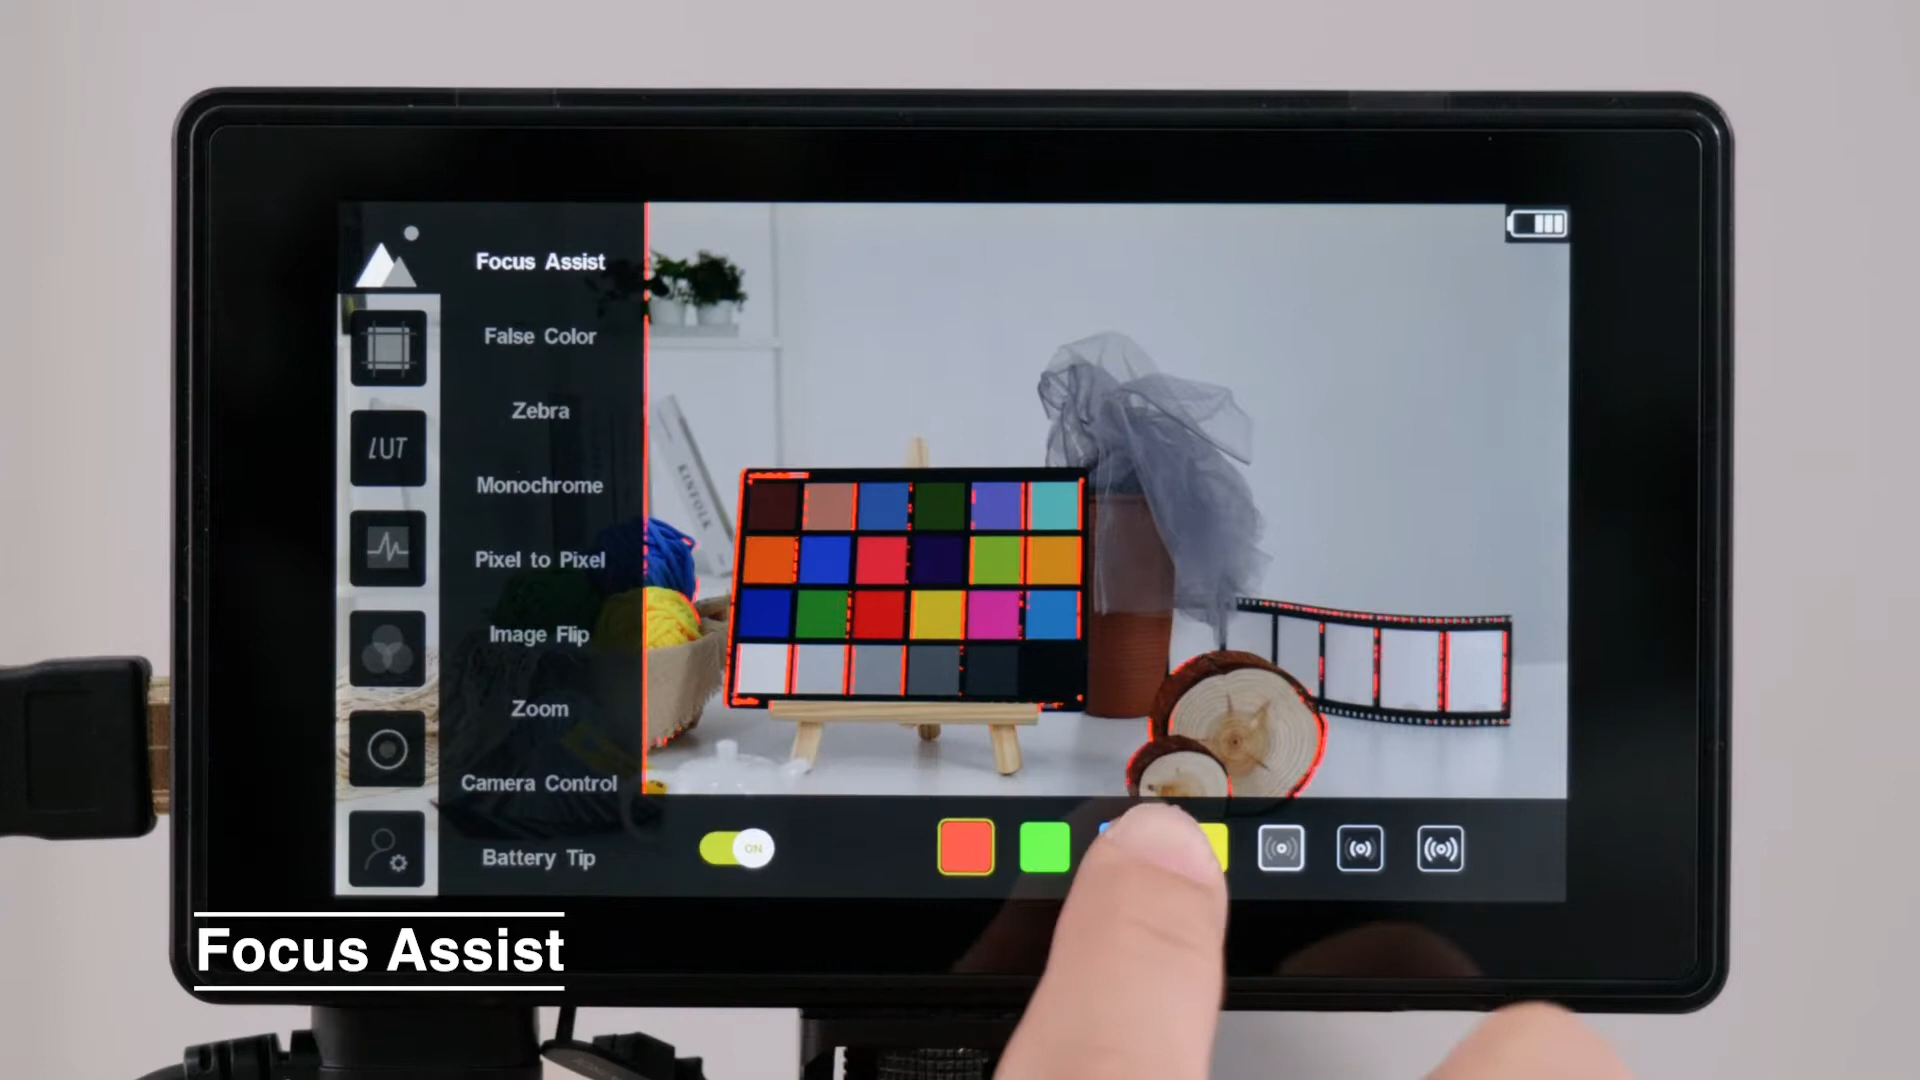 Focus Assist
False Color
LUT
Zebra
Monochrome
KINFOLK
Pixel to Pixel
Image Flip
Zoom
Camera Control
Battery Tip
ON
Focus Assist